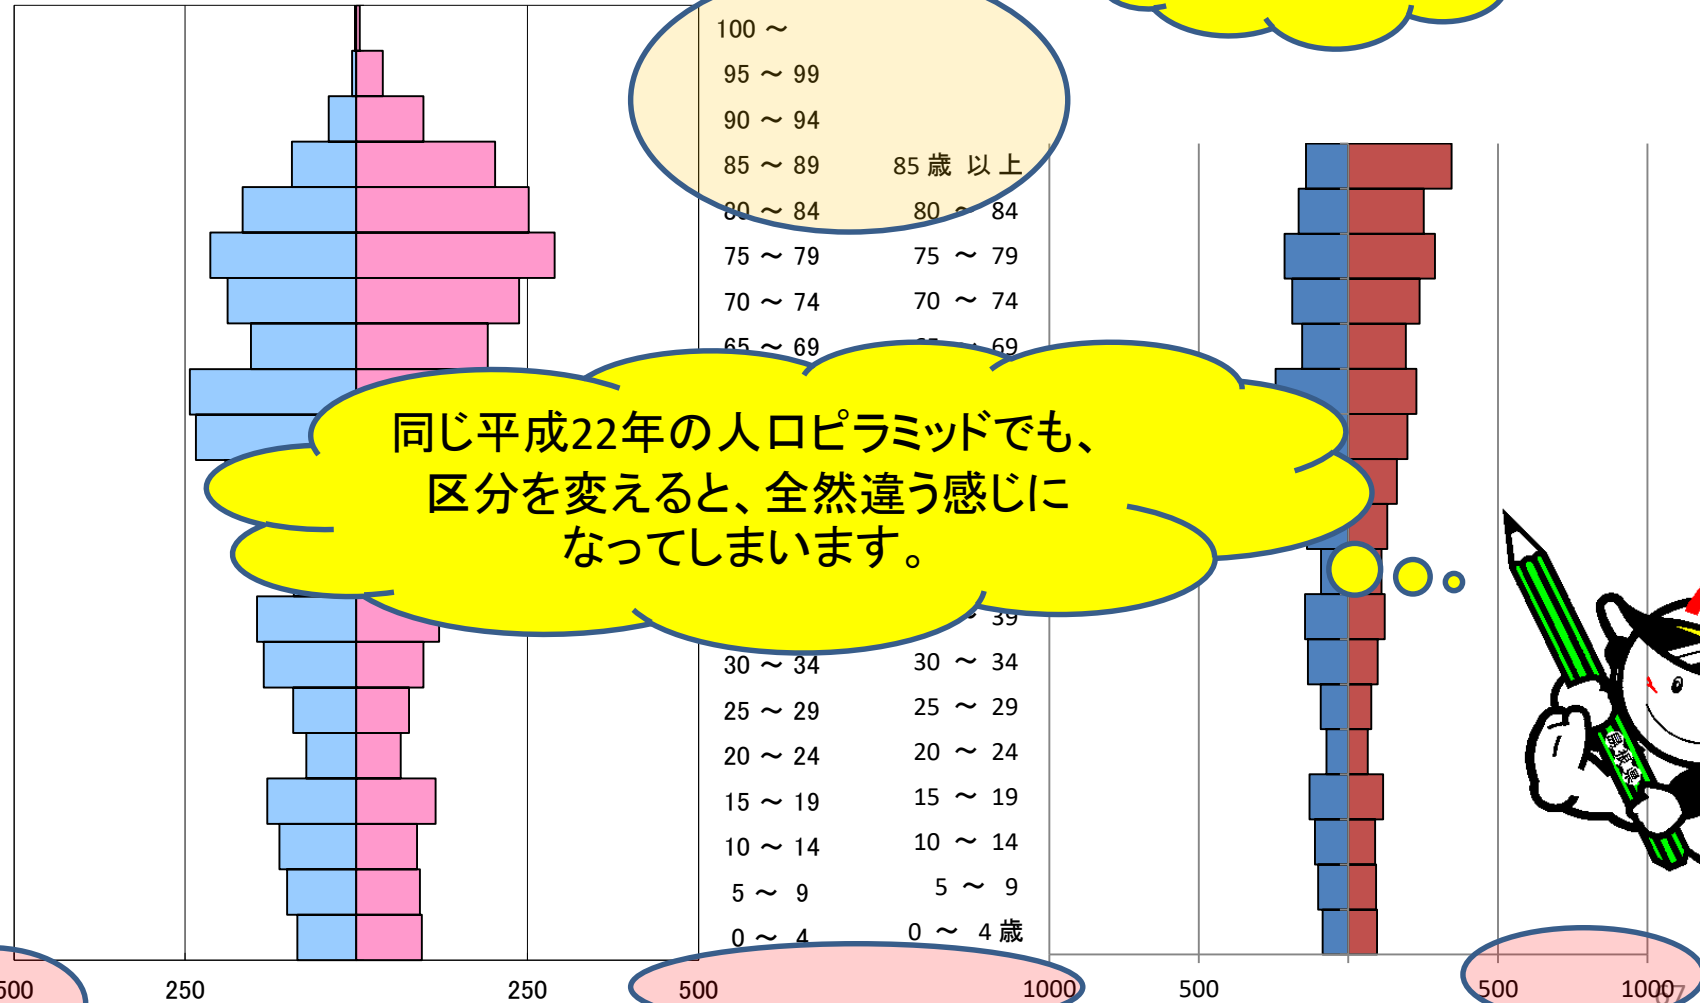 100 ～
95 ～ 99
90 ～ 94
85 ～ 89
80 ～ 84
75 ～ 79
70 ～ 74
65 ～ 69
30 ～ 34
25 ～ 29
20 ～ 24
15 ～ 19
10 ～ 14
5 ～ 9
0 ～ 4
85 歳 以 上
80 ～ 84
75 ～ 79
70 ～ 74
～ 69
～ 39
30 ～ 34
25 ～ 29
20 ～ 24
15 ～ 19
10 ～ 14
5 ～ 9
0 ～ 4 歳
同じ平成22年の人口ピラミッドでも、
区分を変えると、全然違う感じに
なってしまいます。
島根県
500 250 250 500
1000 500 500 1000